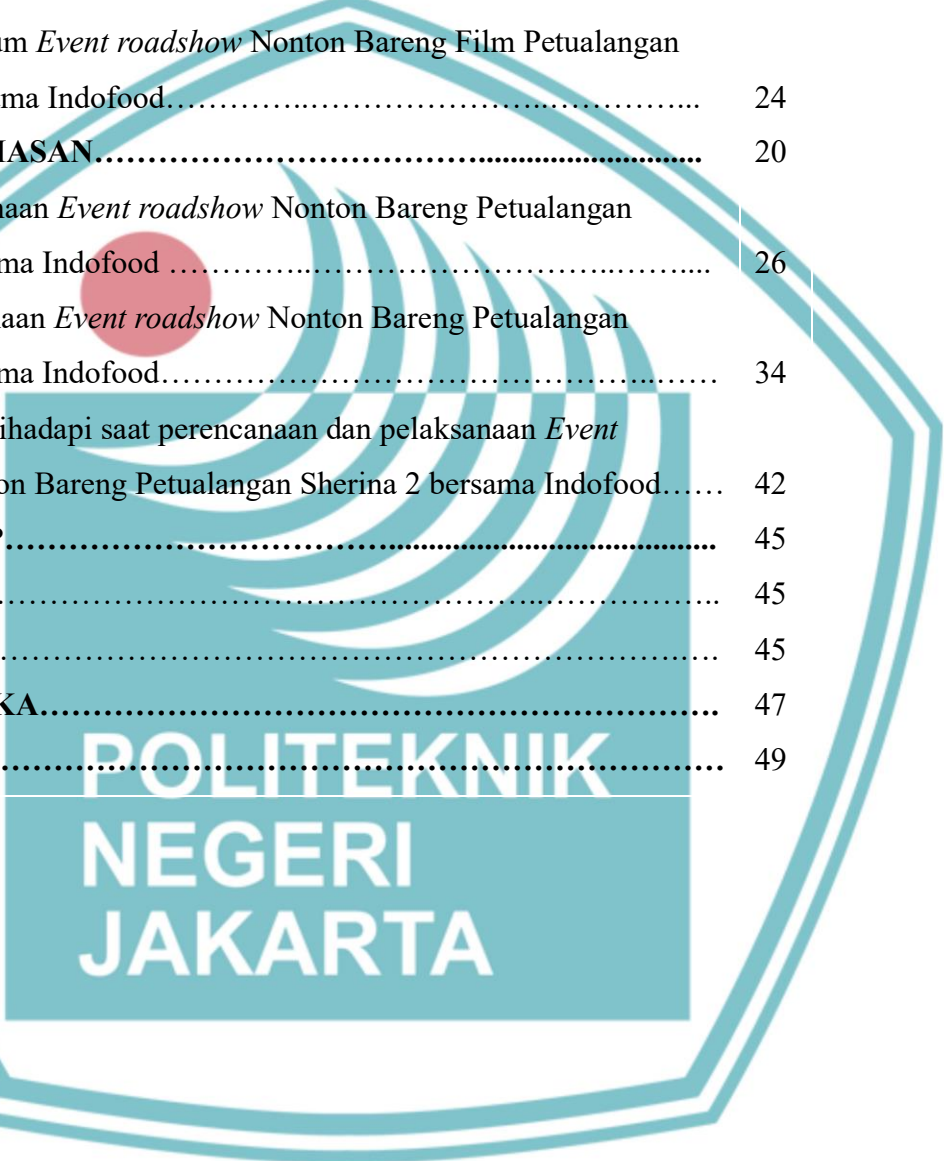 um Event roadshow Nonton Bareng Film Petualangan
ma Indofood…………..…………………..…………... 24
IASAN……………………………….......................... 20
naan Event roadshow Nonton Bareng Petualangan
ma Indofood …………..………………………….…….... 26
naan Event roadshow Nonton Bareng Petualangan
ma Indofood……………………………………..…… 34
ihadapi saat perencanaan dan pelaksanaan Event
on Bareng Petualangan Sherina 2 bersama Indofood…… 42
………………………………....................................... 45
…………………………………………………….. 45
……………………………………………………. 45
KA……………………………………………………. 47
……………………………………………………… 49
POLITEKNIK
NEGERI
JAKARTA